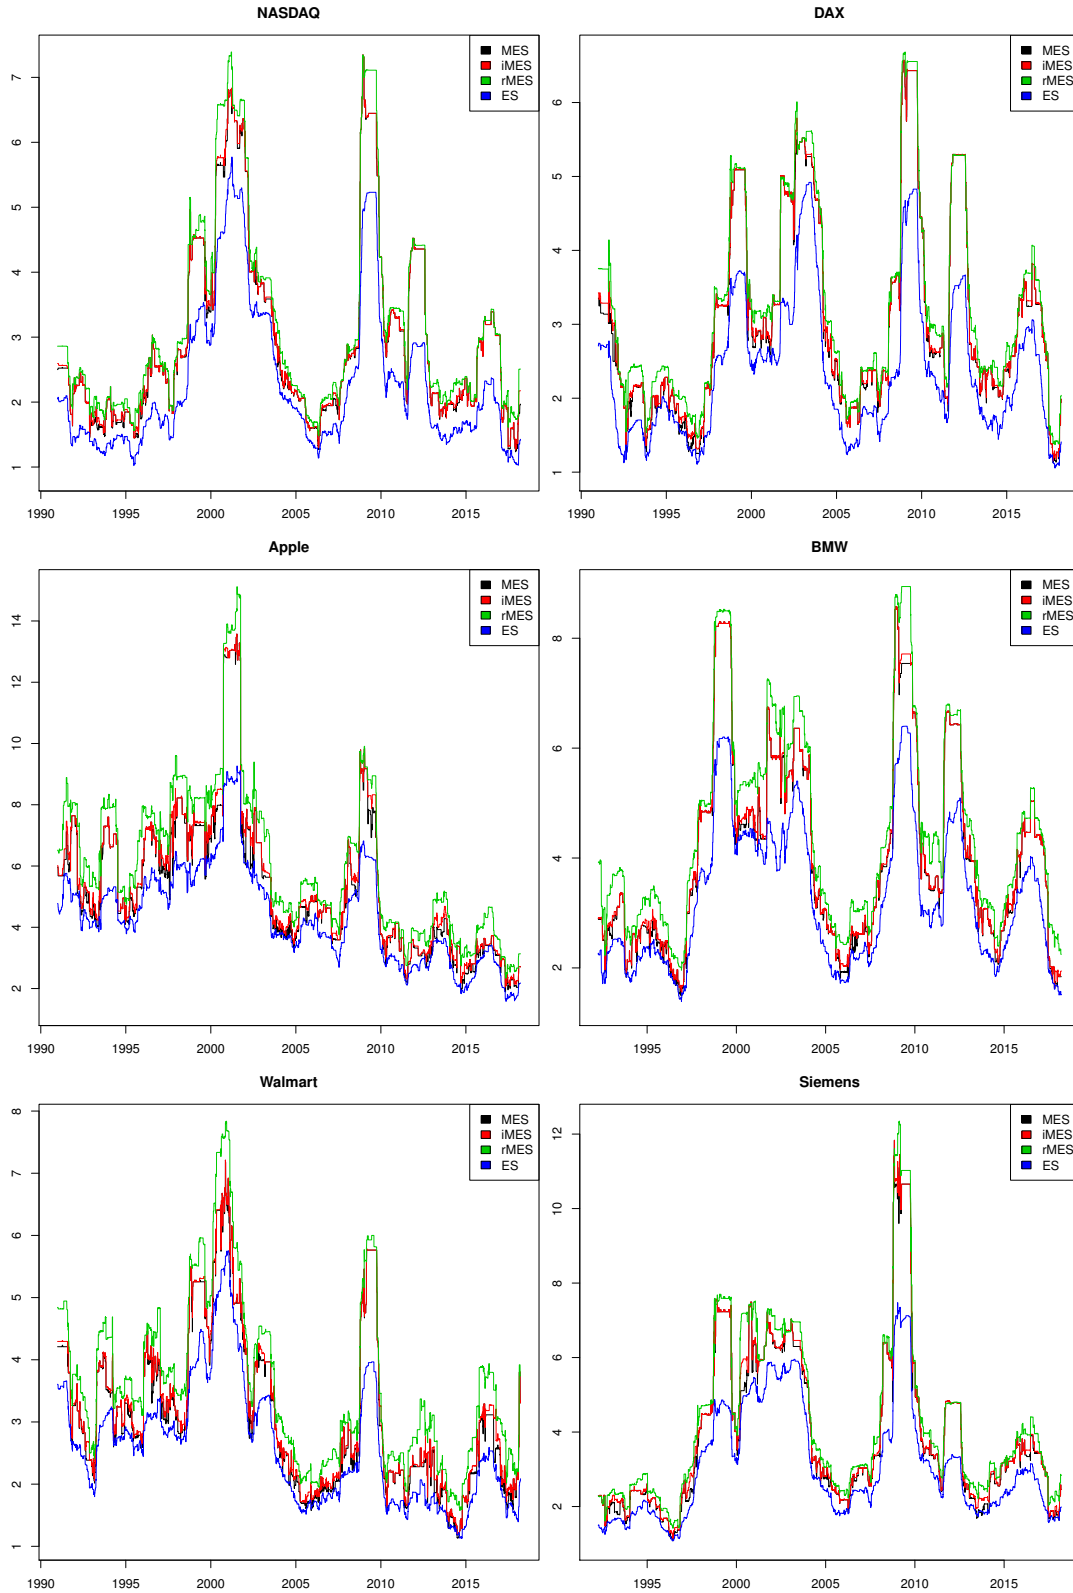 NASDAQ
7
6
5
4
3
2
1
1990 1995 2000 2005 2010 2015
MES
iMES
rMES
ES
DAX
6
5
4
3
2
1
1990 1995 2000 2005 2010 2015
MES
iMES
rMES
ES
Apple
14
12
10
8
6
4
2
1990 1995 2000 2005 2010 2015
MES
iMES
rMES
ES
BMW
8
6
4
2
1995 2000 2005 2010 2015
MES
iMES
rMES
ES
Walmart
8
7
6
5
4
3
2
1
1990 1995 2000 2005 2010 2015
MES
iMES
rMES
ES
Siemens
12
10
8
6
4
2
1995 2000 2005 2010 2015
MES
iMES
rMES
ES